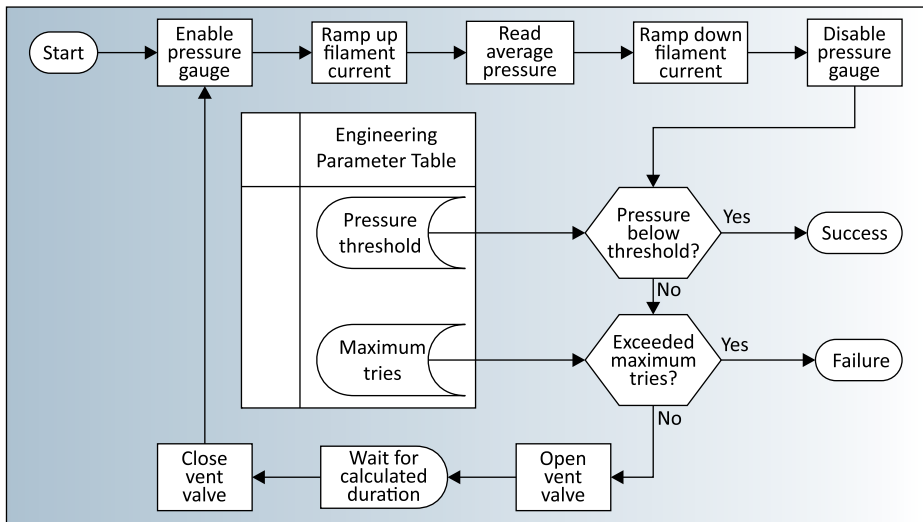 Start
Enable
pressure
gauge
Ramp up
filament
current
Read
average
pressure
Ramp down
filament
current
Disable
pressure
gauge
Engineering
Parameter Table
Pressure
threshold
Pressure
below
threshold?
Yes
Success
No
Maximum
tries
Exceeded
maximum
tries?
Yes
Failure
No
Close
vent
valve
Wait for
calculated
duration
Open
vent
valve